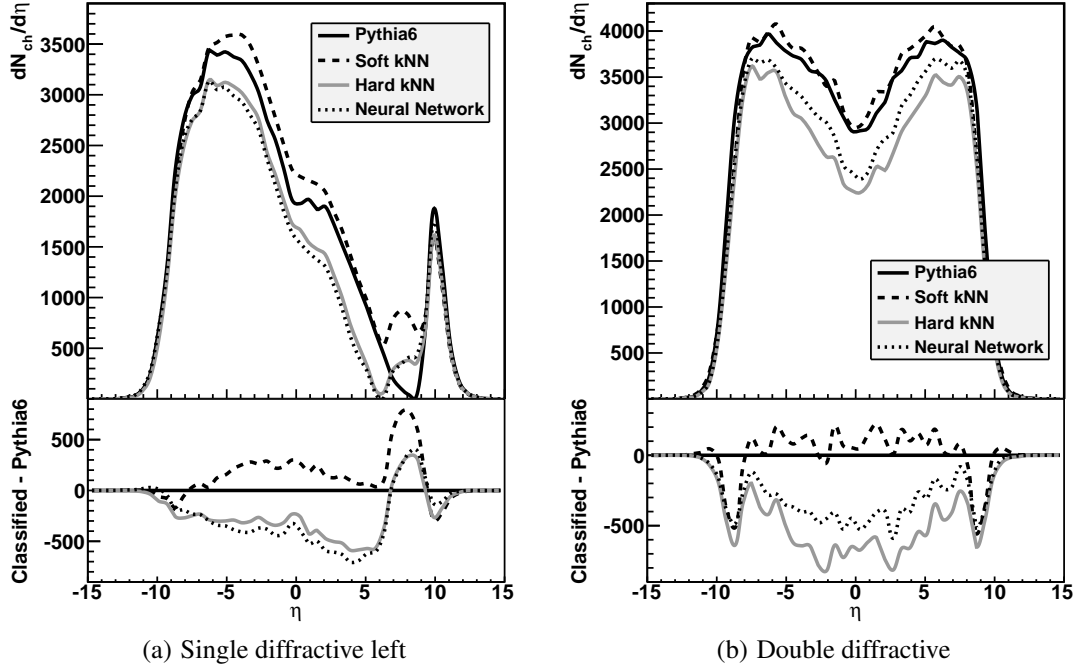 dN_ch/dη
3500
3000
2500
2000
1500
1000
500
Pythia6
Soft kNN
Hard kNN
Neural Network
Classified - Pythia6
500
0
-500
-15 -10 -5 0 5 10 15
η
(a) Single diffractive left
dN_ch/dη
4000
3500
3000
2500
2000
1500
1000
500
Pythia6
Soft kNN
Hard kNN
Neural Network
Classified - Pythia6
0
-500
-15 -10 -5 0 5 10 15
η
(b) Double diffractive